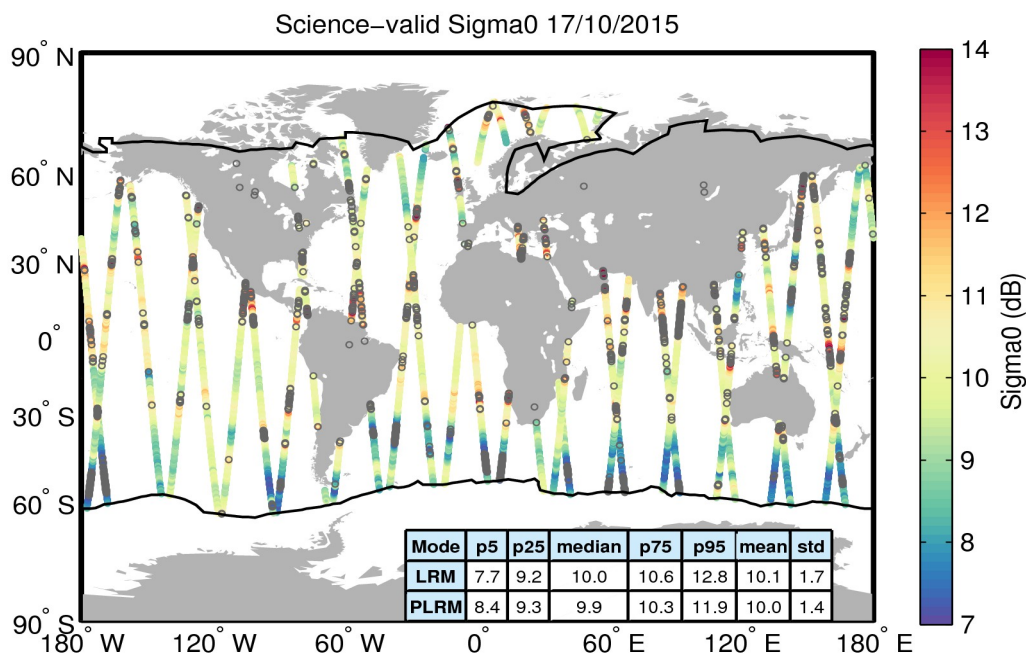 Science−valid Sigma0 17/10/2015
90° N
60° N
30° N
0°
30° S
60° S
90° S
180° W 120° W 60° W 0° 60° E 120° E 180° E
Mode p5 p25 median p75 p95 mean std
LRM 7.7 9.2 10.0 10.6 12.8 10.1 1.7
PLRM 8.4 9.3 9.9 10.3 11.9 10.0 1.4
14
13
12
11
10
9
8
7
Sigma0 (dB)